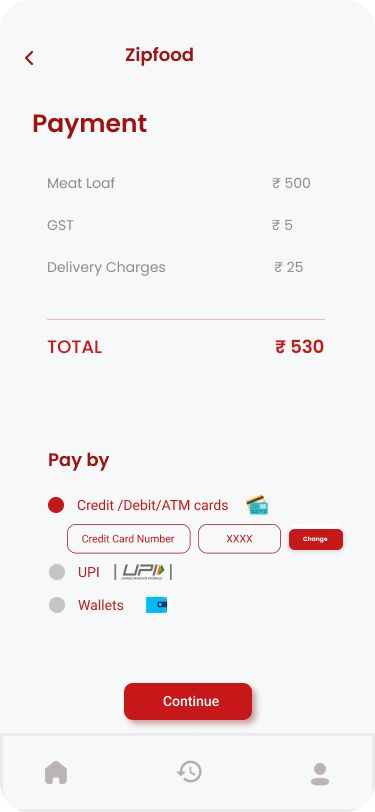 Zipfood
Payment
Meat Loaf ₹ 500
GST ₹ 5
Delivery Charges ₹ 25
TOTAL ₹ 530
Pay by
Credit /Debit/ATM cards
Credit Card Number XXXX Change
UPI | UPI |
Wallets
Continue